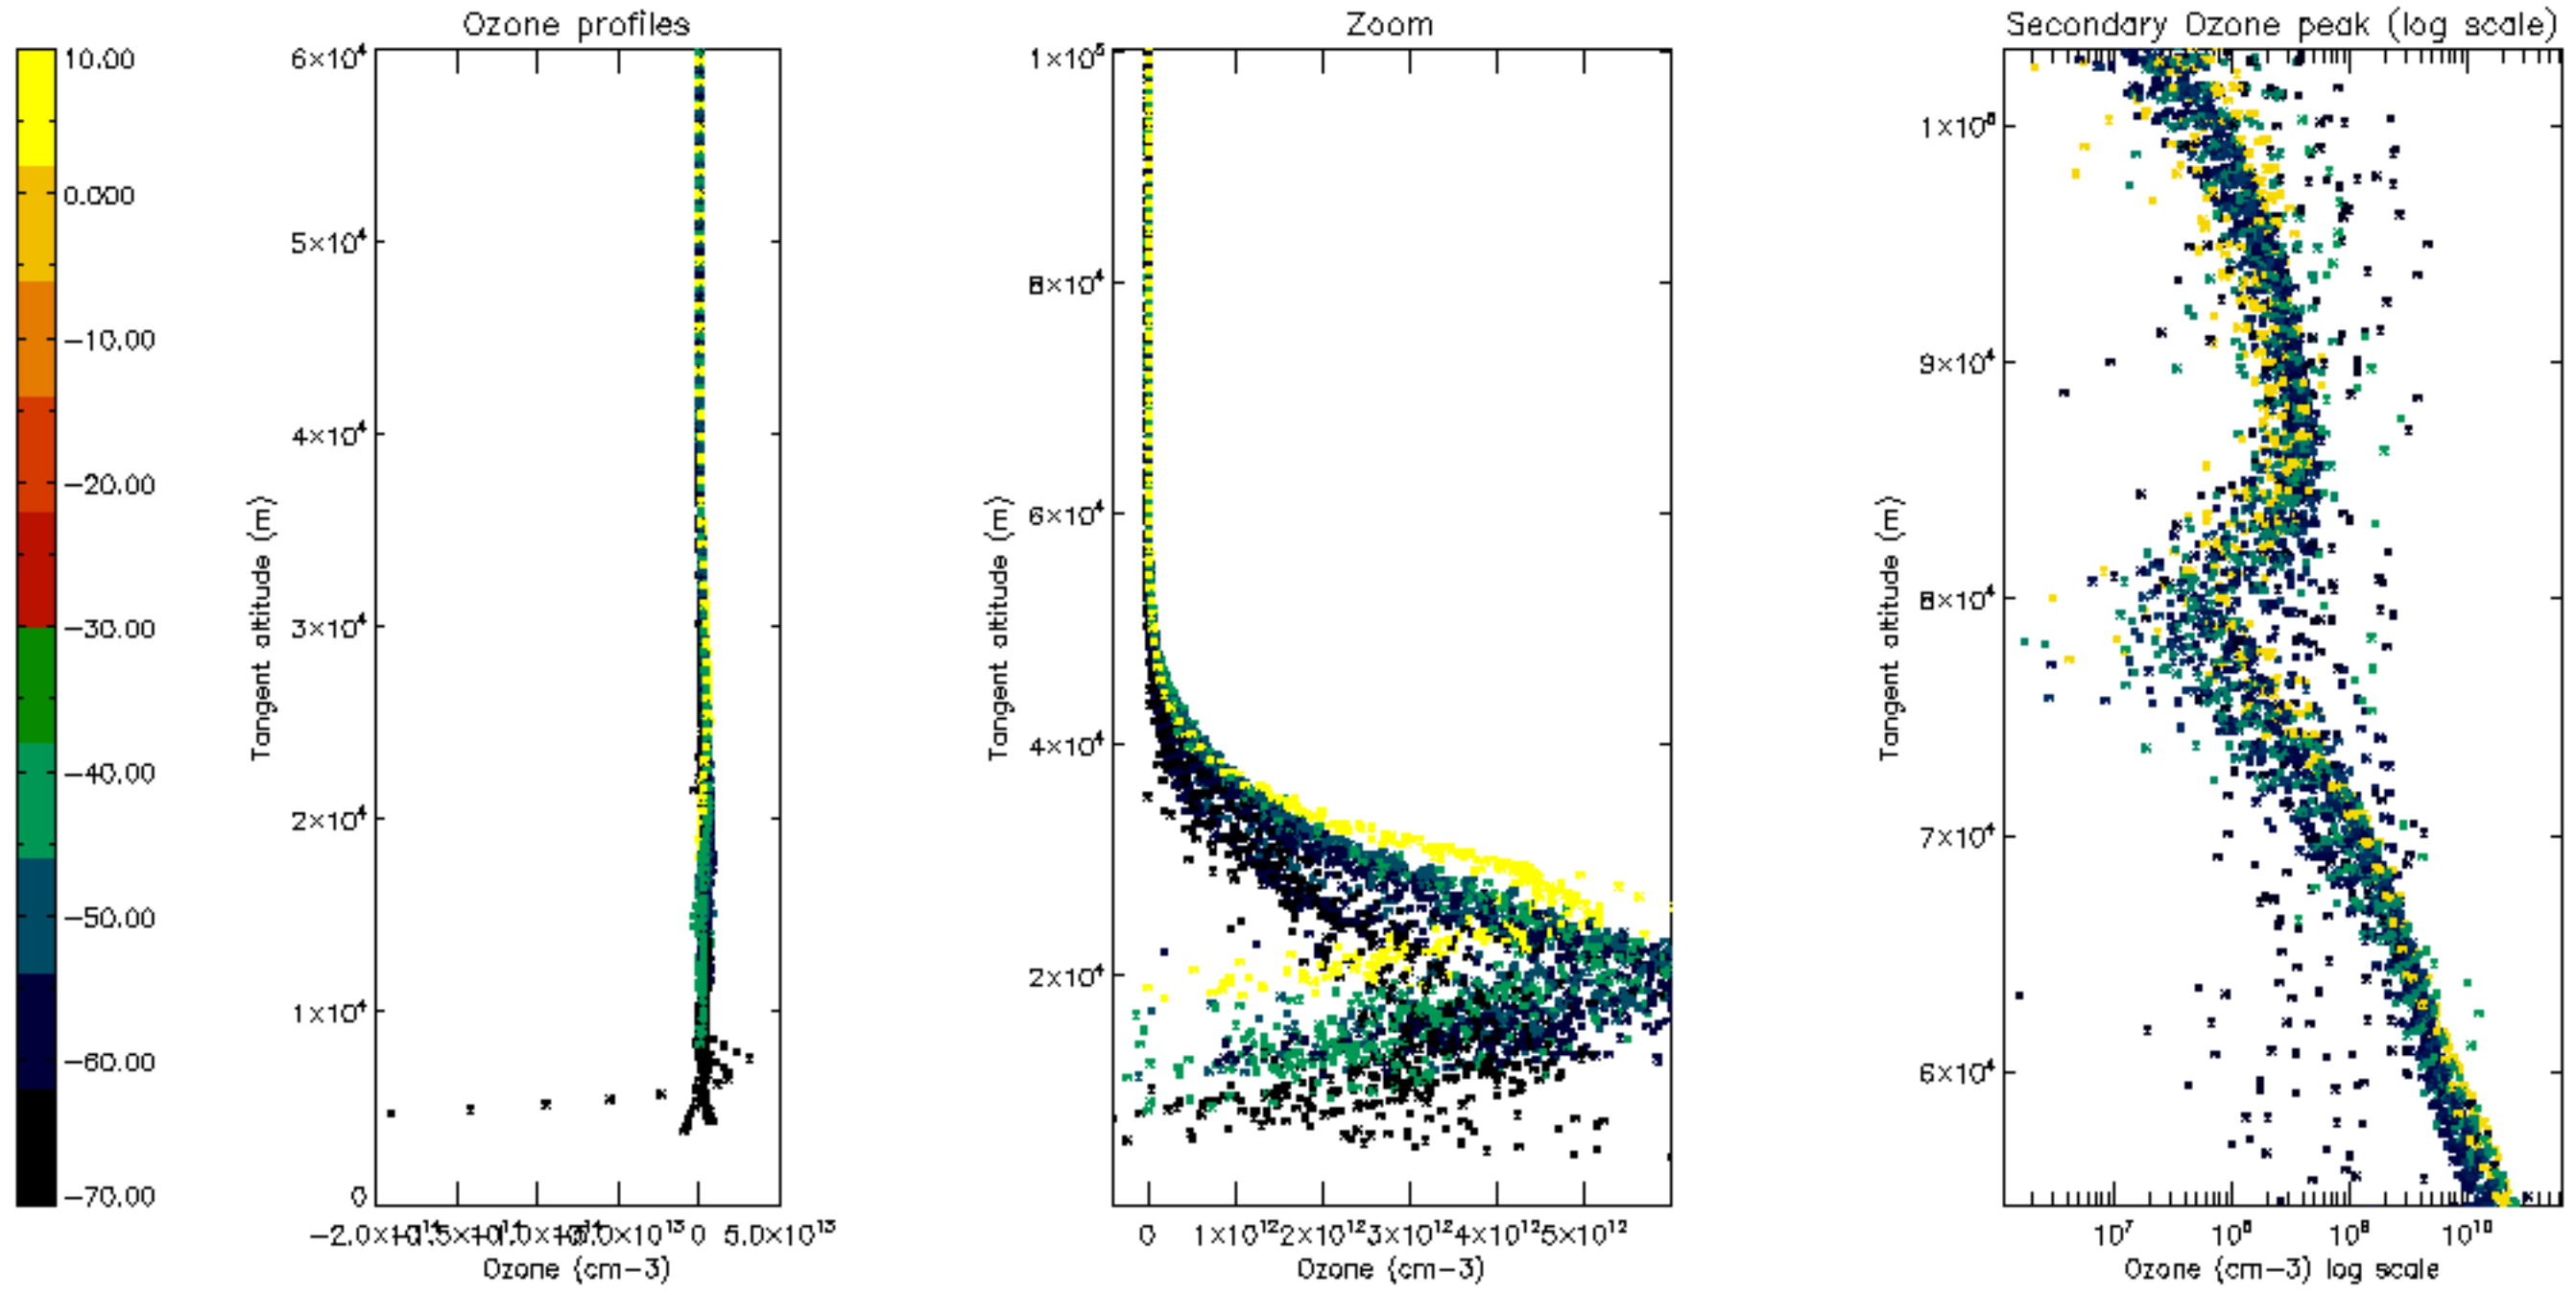 Ozone profiles
Zoom
Secondary Ozone peak (log scale)
10.00
0.000
−10.00
−20.00
−30.00
−40.00
−50.00
−60.00
−70.00
6×10⁴
5×10⁴
4×10⁴
3×10⁴
2×10⁴
1×10⁴
0
Tangent altitude (m)
0 5.0×10¹³
Ozone (cm−3)
1×10⁵
8×10⁴
6×10⁴
4×10⁴
2×10⁴
Tangent altitude (m)
0 1×10¹² 2×10¹² 3×10¹² 4×10¹² 5×10¹²
Ozone (cm−3)
1×10⁵
9×10⁴
8×10⁴
7×10⁴
6×10⁴
Tangent altitude (m)
10⁷ 10⁸ 10⁹ 10¹⁰
Ozone (cm−3) log scale